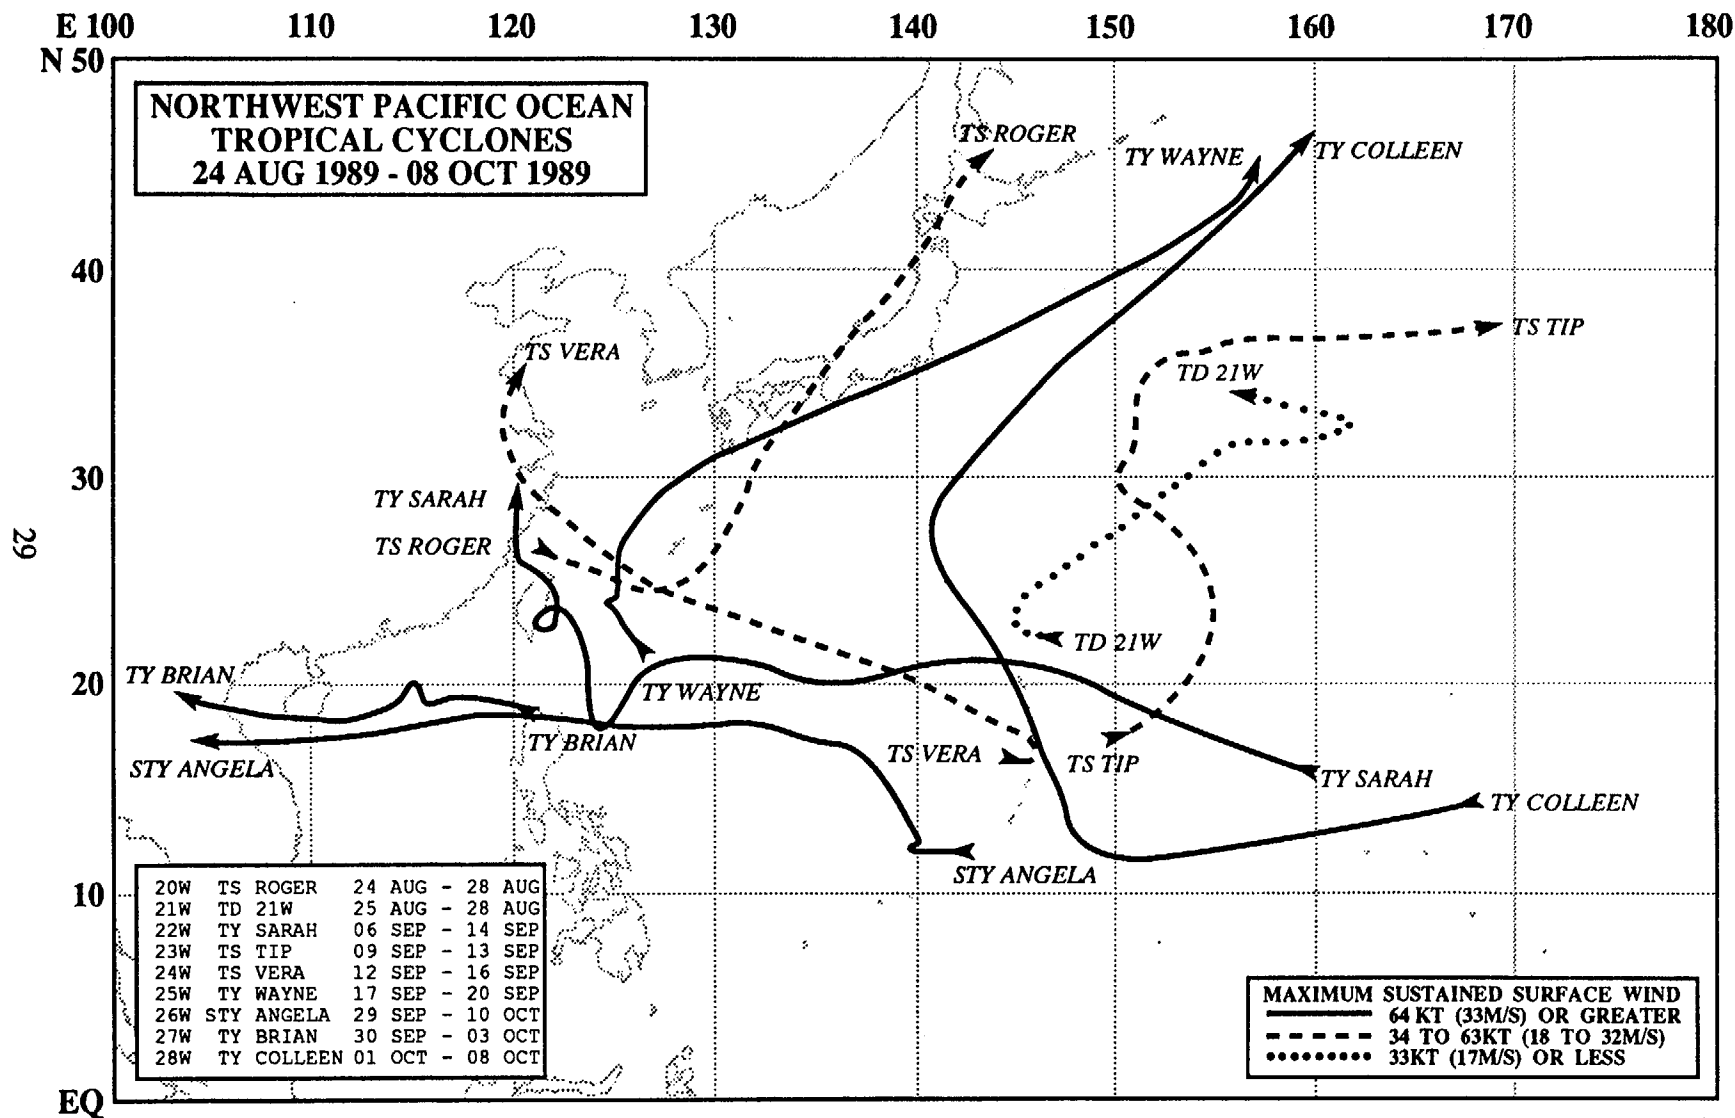 E 100 110 120 130 140 150 160 170 180
N 50
NORTHWEST PACIFIC OCEAN
TROPICAL CYCLONES
24 AUG 1989 - 08 OCT 1989
TS ROGER
TY WAYNE
TY COLLEEN
40
TS VERA
TS TIP
TD 21W
30
TY SARAH
TS ROGER
29
TD 21W
20
TY BRIAN
TY WAYNE
TY BRIAN
TS VERA
TS TIP
STY ANGELA
TY SARAH
TY COLLEEN
STY ANGELA
10
20W TS ROGER 24 AUG - 28 AUG
21W TD 21W 25 AUG - 28 AUG
22W TY SARAH 06 SEP - 14 SEP
23W TS TIP 09 SEP - 13 SEP
24W TS VERA 12 SEP - 16 SEP
25W TY WAYNE 17 SEP - 20 SEP
26W STY ANGELA 29 SEP - 10 OCT
27W TY BRIAN 30 SEP - 03 OCT
28W TY COLLEEN 01 OCT - 08 OCT
MAXIMUM SUSTAINED SURFACE WIND
64 KT (33M/S) OR GREATER
34 TO 63KT (18 TO 32M/S)
33KT (17M/S) OR LESS
EQ